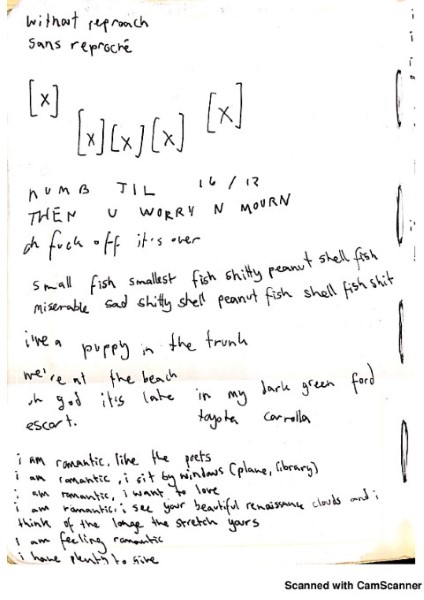 without reproach
sans reproché
[x]
[x][x][x]
[x]
NUMB TIL 16/12
THEN U WORRY N MOURN
oh fuck off it's over
small fish smallest fish shitty peanut shell fish
miserable sad shitty shell peanut fish shell fish shit
i've a puppy in the trunk
we're at the beach
oh god it's late in my dark green ford
escort. toyota carrolla
i am romantic, like the poets
i am romantic, i sit by windows (plane, library)
i am romantic, i want to love
i am romantic, i see your beautiful renaissance clouds and i
think of the the stretch yours
i am feeling romantic
i have plenty to give
Scanned with CamScanner